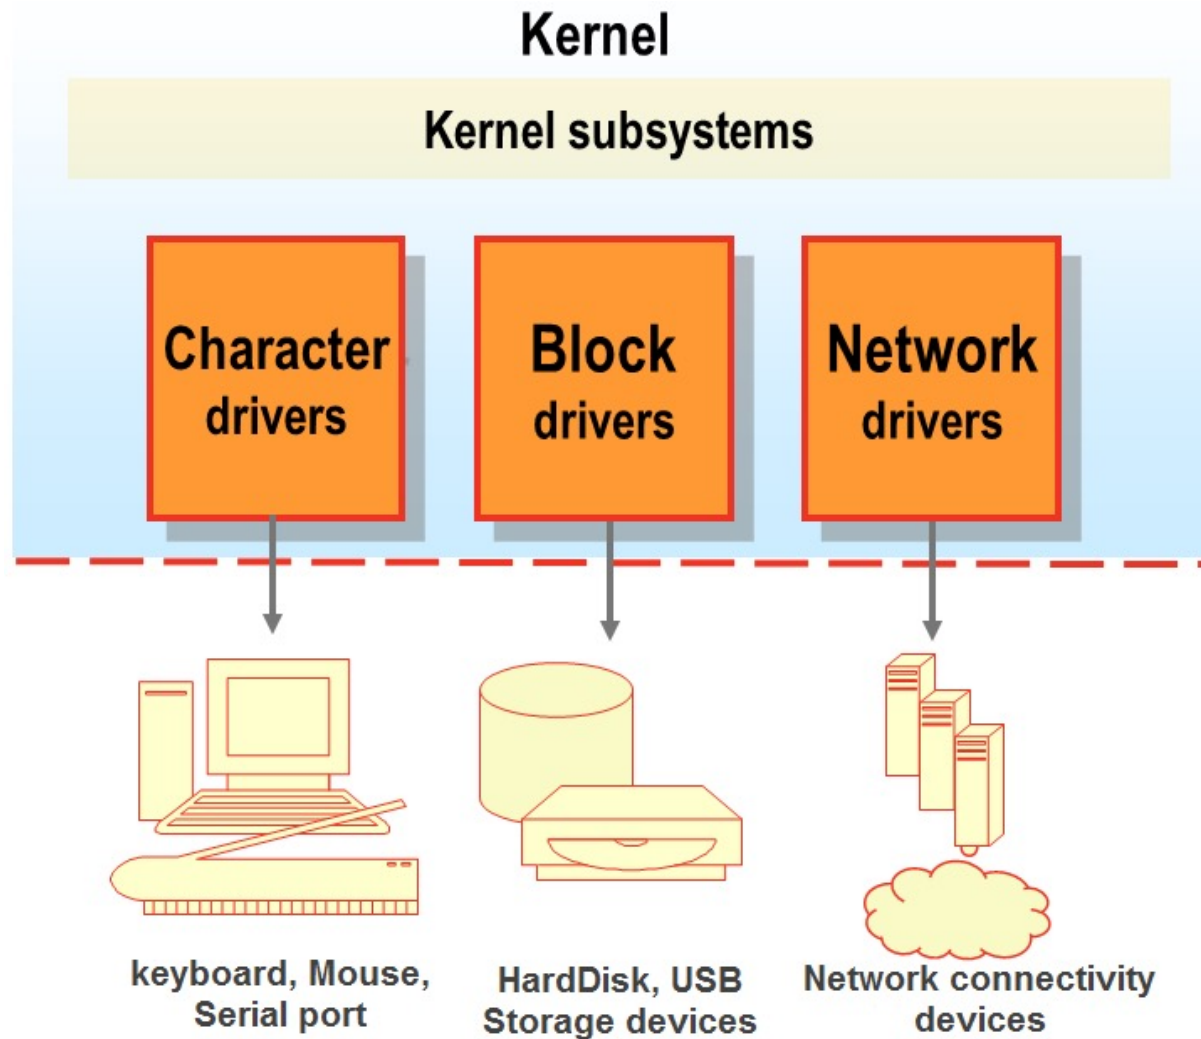 Kernel
Kernel subsystems
Character
drivers
Block
drivers
Network
drivers
keyboard, Mouse,
Serial port
HardDisk, USB
Storage devices
Network connectivity
devices